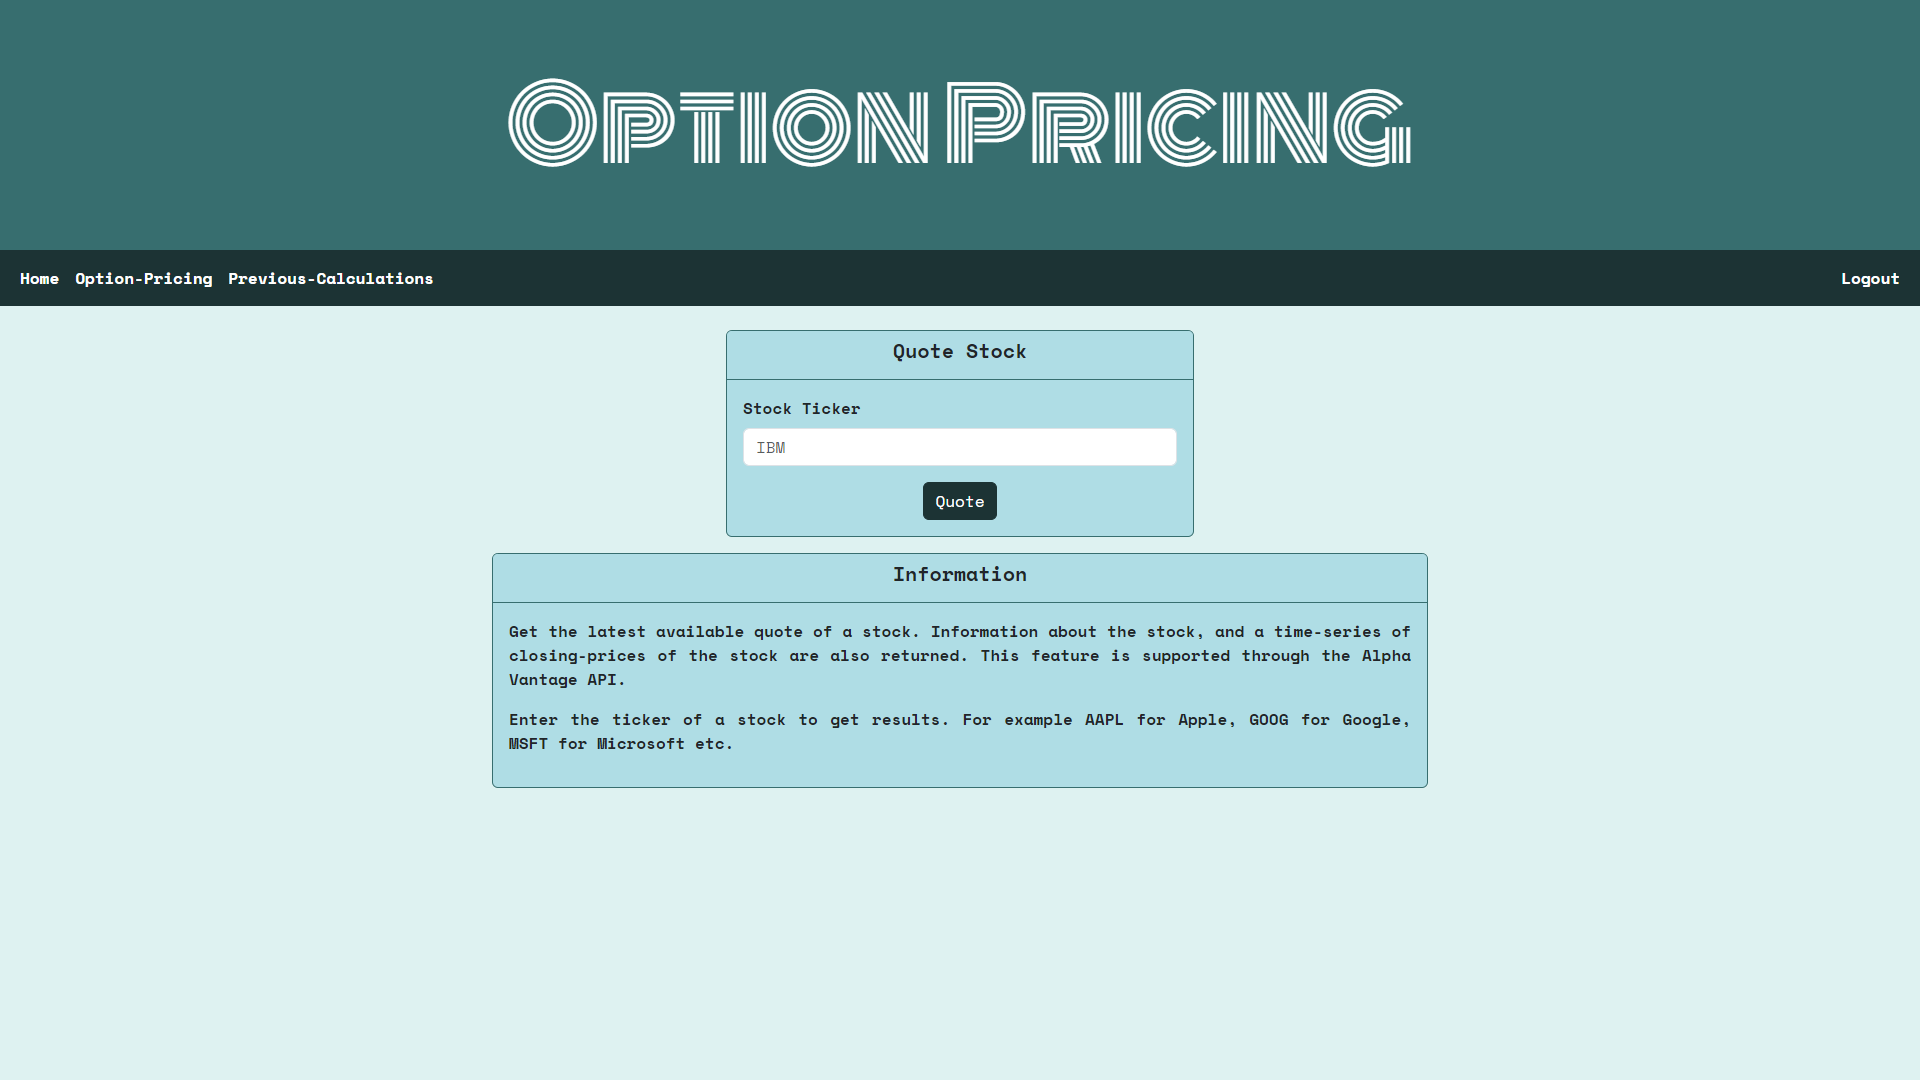 Option Pricing
Home Option-Pricing Previous-Calculations Logout
Quote Stock
Stock Ticker
IBM
Quote
Information
Get the latest available quote of a stock. Information about the stock, and a time-series of
closing-prices of the stock are also returned. This feature is supported through the Alpha
Vantage API.
Enter the ticker of a stock to get results. For example AAPL for Apple, GOOG for Google,
MSFT for Microsoft etc.